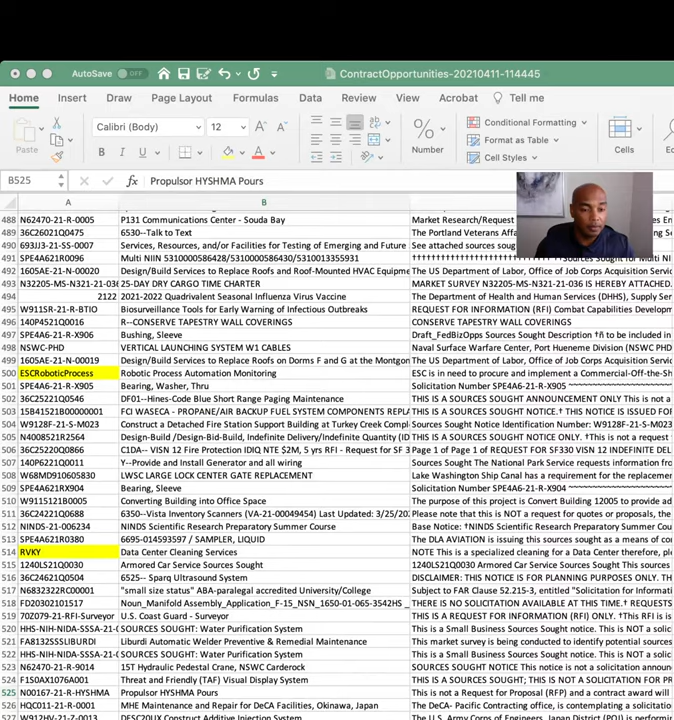 AutoSave OFF ContractOpportunities-20210411-114445
Home Insert Draw Page Layout Formulas Data Review View Acrobat Tell me
Paste Calibri (Body) 12 Number Conditional Formatting Format as Table Cell Styles Cells
B525 fx Propulsor HYSHMA Pours
A B
488 N62470-21-R-0005 P131 Communications Center - Souda Bay Market Research/Request
489 36C26021Q0475 6530--Talk to Text The Portland Veterans Affa
490 693JJ3-21-SS-0007 Services, Resources, and/or Facilities for Testing of Emerging and Future See attached sources soug
491 SPE4A621R0096 Multi NIIN 5310000586428/5310000586430/5310013355931 Sources Sought for Multi N
492 1605AE-21-N-00020 Design/Build Services to Replace Roofs and Roof-Mounted HVAC Equipme The US Department of Labor, Office of Job Corps Acquisition Servic
493 N32205-MS-N321-21-036 25-DAY DRY CARGO TIME CHARTER MARKET SURVEY N32205-MS-N321-21-036 IS HEREBY ATTACHED.
494 2122 2021-2022 Quadrivalent Seasonal Influenza Virus Vaccine The Department of Health and Human Services (DHHS), Supply Ser
495 W911SR-21-R-BTIO Biosurveillance Tools for Early Warning of Infectious Outbreaks REQUEST FOR INFORMATION (RFI) Combat Capabilities Developm
496 140P4521Q0016 R--CONSERVE TAPESTRY WALL COVERINGS CONSERVE TAPESTRY WALL COVERINGS
497 SPE4A6-21-R-X906 Bushing, Sleeve Draft_FedBizOpps Sources Sought Description †ñ to be included in
498 NSWC-PHD VERTICAL LAUNCHING SYSTEM W1 CABLES Naval Surface Warfare Center, Port Hueneme Division (NSWC, PHD
499 1605AE-21-N-00019 Design/Build Services to Replace Roofs on Dorms F and G at the Montgom The US Department of Labor, Office of Job Corps Acquisition Servic
500 ESCRoboticProcess Robotic Process Automation Monitoring ESC is in need to procure and implement a Commercial-Off-the-Sh
501 SPE4A6-21-R-X905 Bearing, Washer, Thru Solicitation Number SPE4A6-21-R-X905 ~~~~~~~~~~
502 36C25221Q0546 DF01--Hines-Code Blue Short Range Paging Maintenance THIS IS A SOURCES SOUGHT ANNOUNCEMENT ONLY This is not a
503 15B41521B00000001 FCI WASECA - PROPANE/AIR BACKUP FUEL SYSTEM COMPONENTS REPLA THIS IS A SOURCES SOUGHT NOTICE.† THIS NOTICE IS ISSUED FOR
504 W9128F-21-S-M023 Construct a Detached Fire Station Support Building at Turkey Creek Compl Sources Sought Notice Identification Number: W9128F-21-S-M02
505 N4008521R2564 Design-Build /Design-Bid-Build, Indefinite Delivery/Indefinite Quantity (ID THIS IS A SOURCES SOUGHT NOTICE ONLY. †This is not a request
506 36C25220Q0866 C1DA-- VISN 12 Fire Protection IDIQ NTE $2M, 5 yrs RFI - Request for SF 3 Page 1 of Page 1 of REQUEST FOR SF330 VISN 12 INDEFINITE DEL
507 140P6221Q0011 Y--Provide and Install Generator and all wiring Sources Sought The National Park Service requests information fro
508 W68MD910605830 LWSC LARGE LOCK CENTER GATE REPLACEMENT Lake Washington Ship Canal has a requirement for the replacemen
509 SPE4A621RX904 Bearing, Sleeve Solicitation Number SPE4A6-21-R-X904 ~~~~~~~~~~
510 W9115121B0005 Converting Building into Office Space The purpose of this project is Convert Building 12005 to provide ad
511 36C24221Q0688 6350--Vista Inventory Scanners (VA-21-00049454) Last Updated: 3/25/20 Please note that this is NOT a request for quotes or proposals, the
512 NINDS-21-006234 NINDS Scientific Research Preparatory Summer Course Base Notice: †NINDS Scientific Research Preparatory Summer Co
513 SPE4A621R0380 6695-014593597 / SAMPLER, LIQUID The DLA AVIATION is issuing this sources sought as a means of con
514 RVKY Data Center Cleaning Services NOTE This is a specialized cleaning for a Data Center therefore, pl
515 1240LS21Q0030 Armored Car Service Sources Sought 1240LS21Q0030 Armored Car Service Sources Sought This sources
516 36C24621Q0504 6525-- Sparq Ultrasound System DISCLAIMER: THIS NOTICE IS FOR PLANNING PURPOSES ONLY. TH
517 N6832322RC00001 "small size status" ABA-paralegal accredited University/College Subject to FAR Clause 52.215-3, entitled "Solicitation for Informati
518 FD20302101517 Noun_Manifold Assembly_Application_F-15_NSN_1650-01-065-3542HS_ THERE IS NO SOLICITATION AVAILABLE AT THIS TIME.† REQUESTS
519 70Z079-21-RFI-Surveyor U.S. Coast Guard - Surveyor THIS IS A REQUEST FOR INFORMATION (RFI) ONLY. †This RFI is is
520 HHS-NIH-NIDA-SSSA-21-0 SOURCES SOUGHT: Water Purification System This is a Small Business Sources Sought notice. This is NOT a solic
521 FA8132SSSLIBURDI Liburdi Automatic Welder Preventive & Remedial Maintenance This market survey is being conducted to identify potential source
522 HHS-NIH-NIDA-SSSA-21-0 SOURCES SOUGHT: Water Purification System This is a Small Business Sources Sought notice. This is NOT a solic
523 N62470-21-R-9014 15T Hydraulic Pedestal Crane, NSWC Carderock SOURCES SOUGHT NOTICE This notice is not a solicitation announ
524 F1S0AX1076A001 Threat and Friendly (TAF) Visual Display System THIS IS A SOURCES SOUGHT; THIS IS NOT A SOLICITATION FOR PR
525 N00167-21-R-HYSHMA Propulsor HYSHMA Pours This is not a Request for Proposal (RFP) and a contract award will
526 HQC011-21-R-0001 MHE Maintenance and Repair for DeCA Facilities, Okinawa, Japan The DeCA- Pacific Contracting office, is contemplating a service co